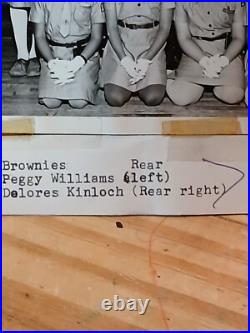 Brownies Rear
Peggy Williams (left)
Delores Kinloch (Rear right)